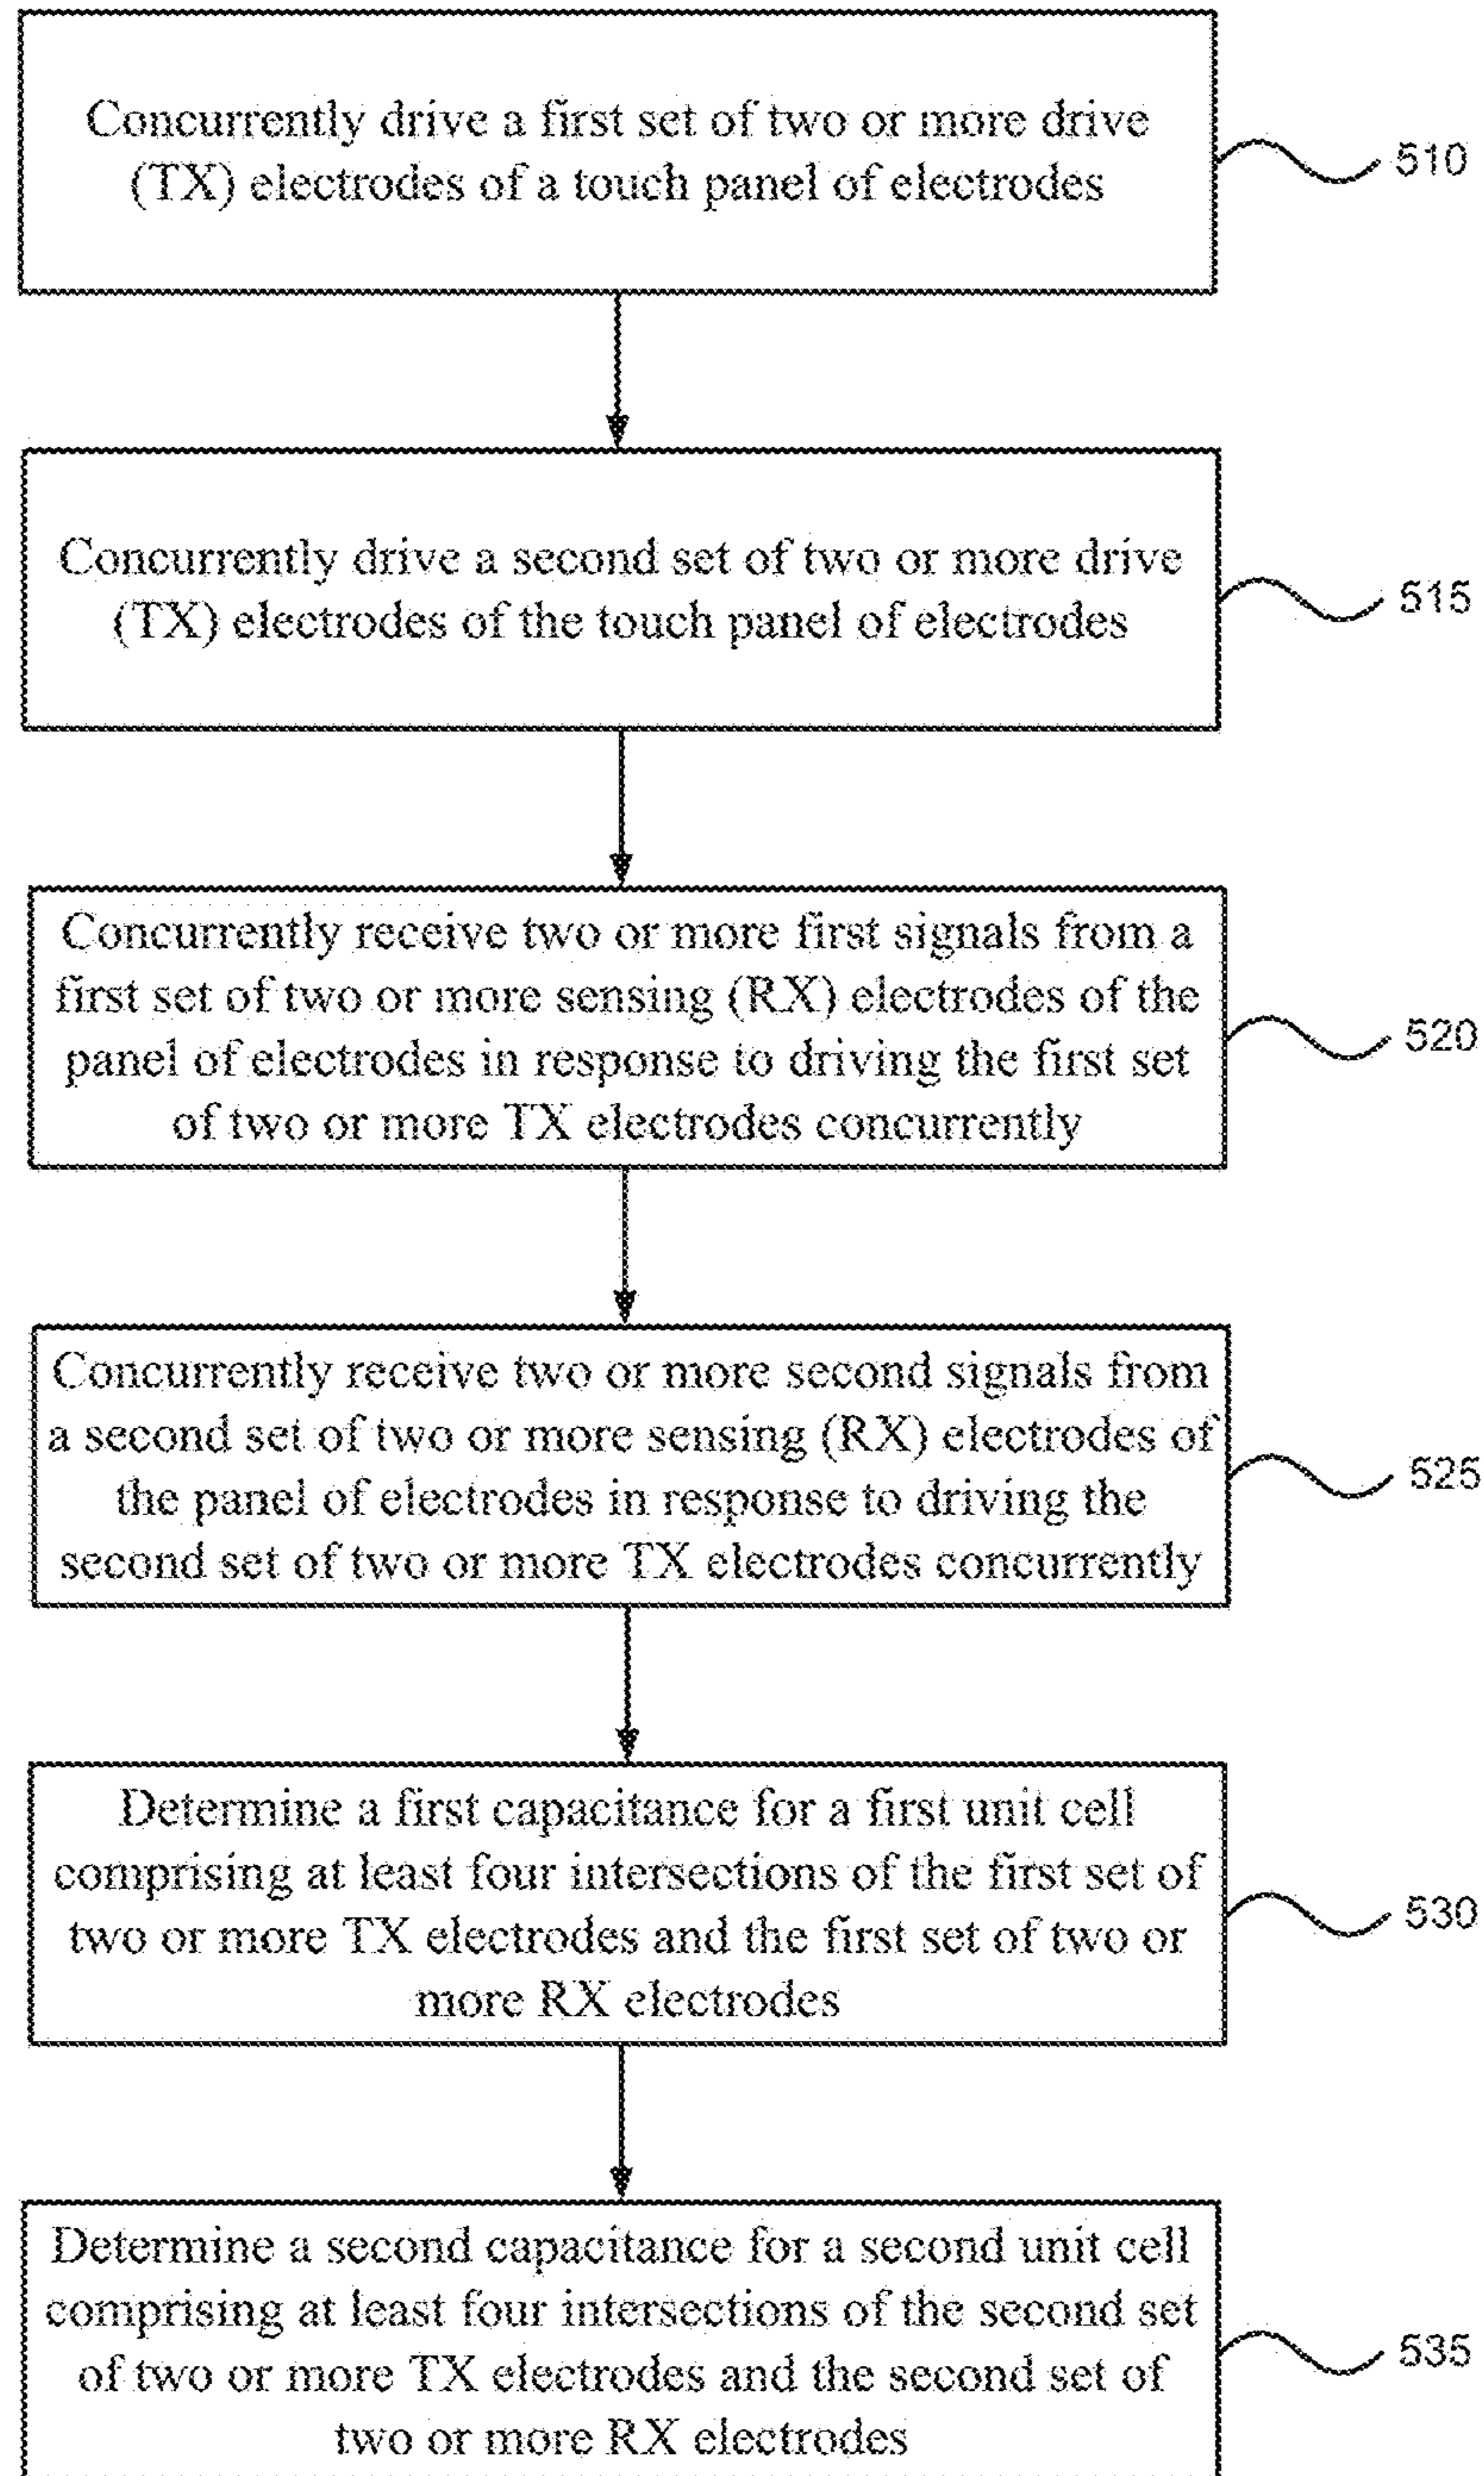 Concurrently drive a first set of two or more drive
(TX) electrodes of a touch panel of electrodes
510
Concurrently drive a second set of two or more drive
(TX) electrodes of the touch panel of electrodes
515
Concurrently receive two or more first signals from a
first set of two or more sensing (RX) electrodes of the
panel of electrodes in response to driving the first set
of two or more TX electrodes concurrently
520
Concurrently receive two or more second signals from
a second set of two or more sensing (RX) electrodes of
the panel of electrodes in response to driving the
second set of two or more TX electrodes concurrently
525
Determine a first capacitance for a first unit cell
comprising at least four intersections of the first set of
two or more TX electrodes and the first set of two or
more RX electrodes
530
Determine a second capacitance for a second unit cell
comprising at least four intersections of the second set
of two or more TX electrodes and the second set of
two or more RX electrodes
535